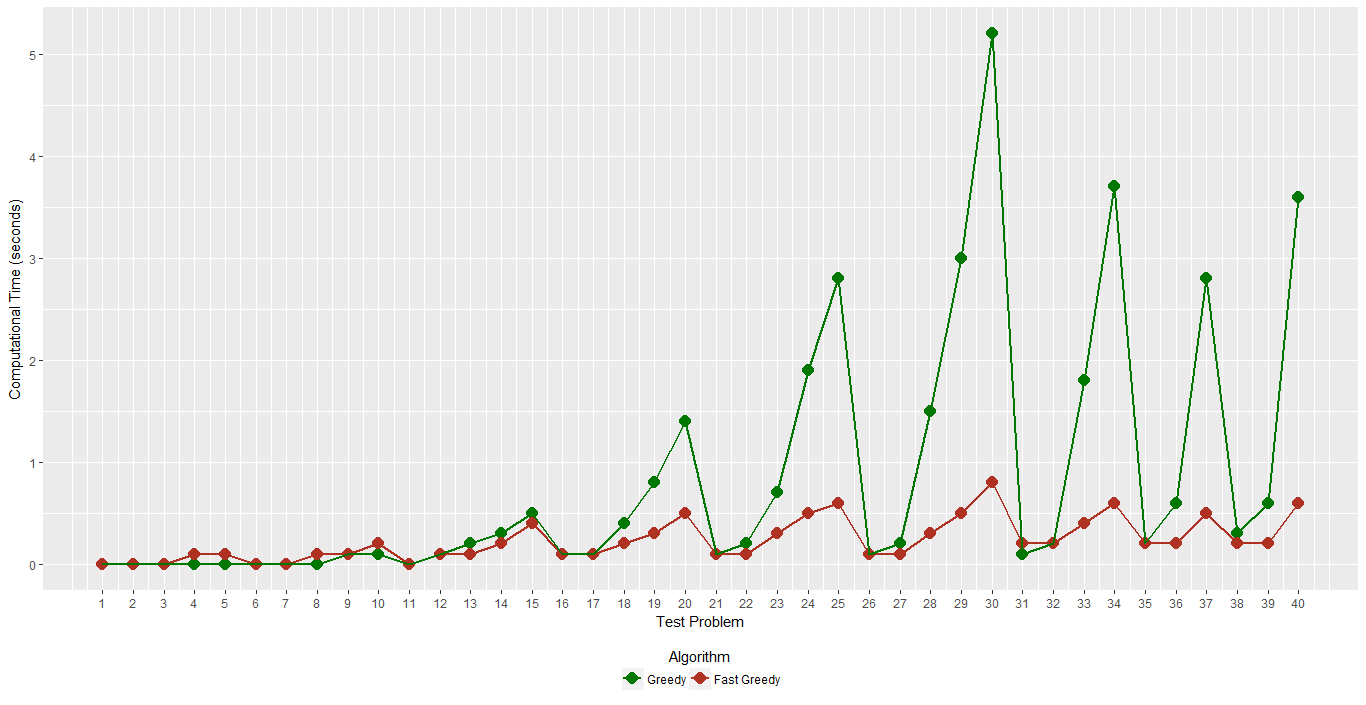 5
4
3
2
1
0
Computational Time (seconds)
1 2 3 4 5 6 7 8 9 10 11 12 13 14 15 16 17 18 19 20 21 22 23 24 25 26 27 28 29 30 31 32 33 34 35 36 37 38 39 40
Test Problem
Algorithm
Greedy Fast Greedy